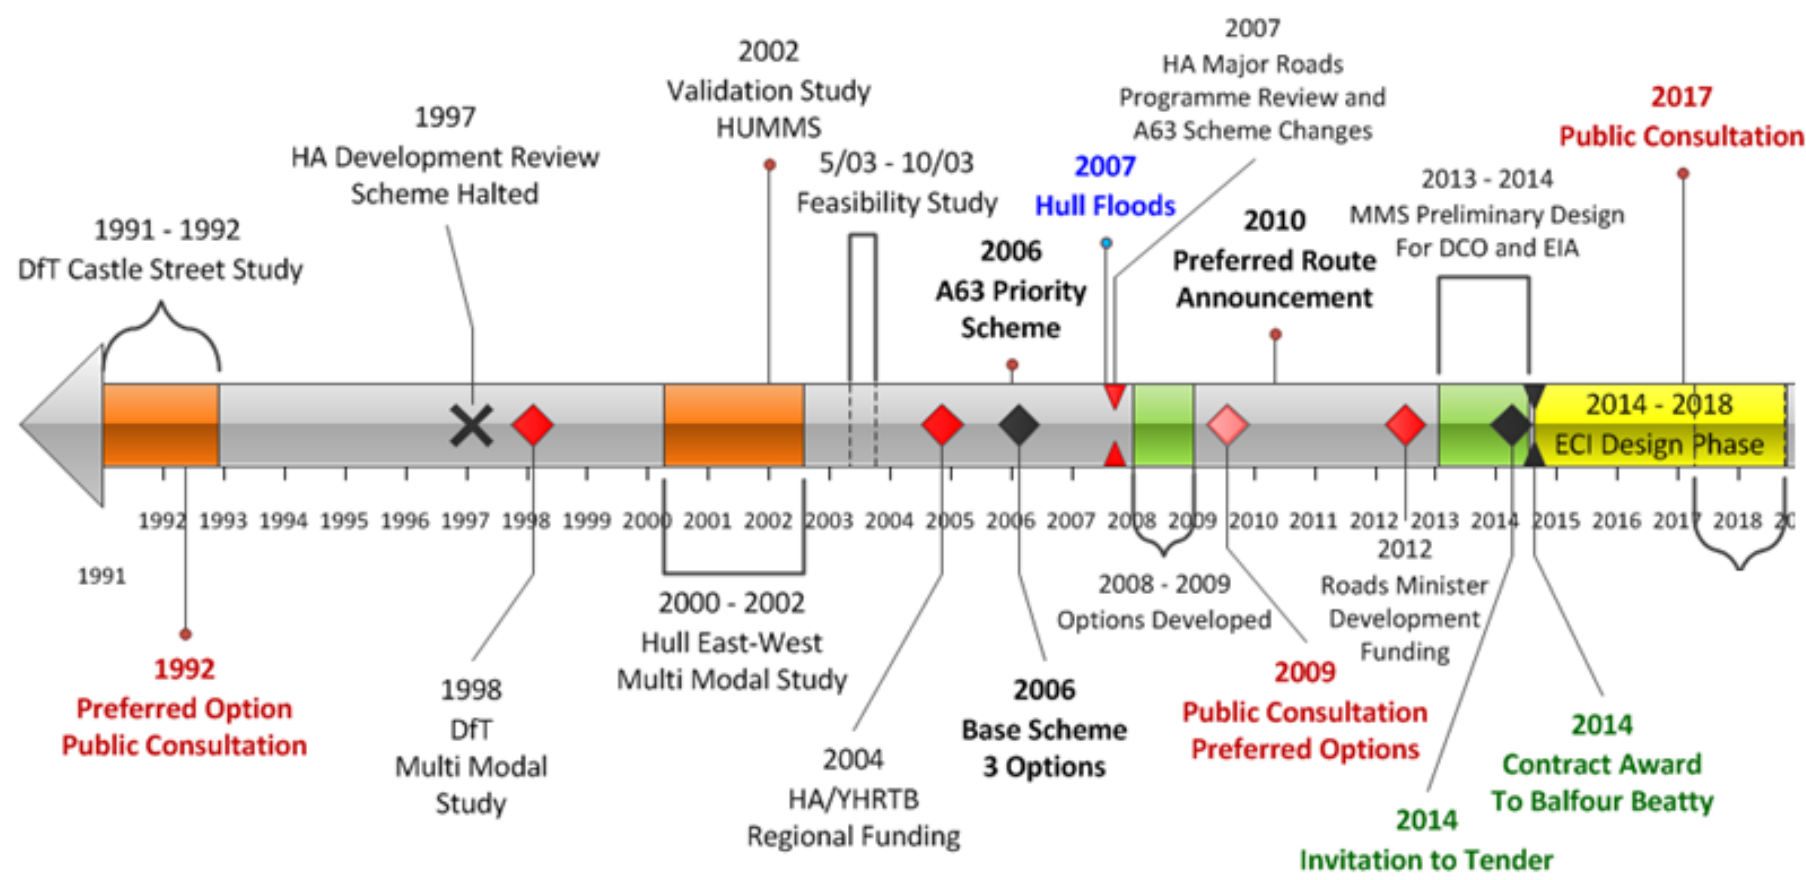 2007
HA Major Roads
Programme Review and
A63 Scheme Changes
2002
Validation Study
HUMMS
2017
Public Consultation
1997
HA Development Review
Scheme Halted
5/03 - 10/03
Feasibility Study
2007
Hull Floods
2013 - 2014
MMS Preliminary Design
For DCO and EIA
1991 - 1992
DfT Castle Street Study
2006
A63 Priority
Scheme
2010
Preferred Route
Announcement
2014 - 2018
ECI Design Phase
1992 1993 1994 1995 1996 1997 1998 1999 2000 2001 2002 2003 2004 2005 2006 2007 2008 2009 2010 2011 2012 2013 2014 2015 2016 2017 2018 20
1991
1992
Preferred Option
Public Consultation
1998
DfT
Multi Modal
Study
2000 - 2002
Hull East-West
Multi Modal Study
2004
HA/YHRTB
Regional Funding
2006
Base Scheme
3 Options
2008 - 2009
Options Developed
2009
Public Consultation
Preferred Options
2012
Roads Minister
Development
Funding
2014
Invitation to Tender
2014
Contract Award
To Balfour Beatty